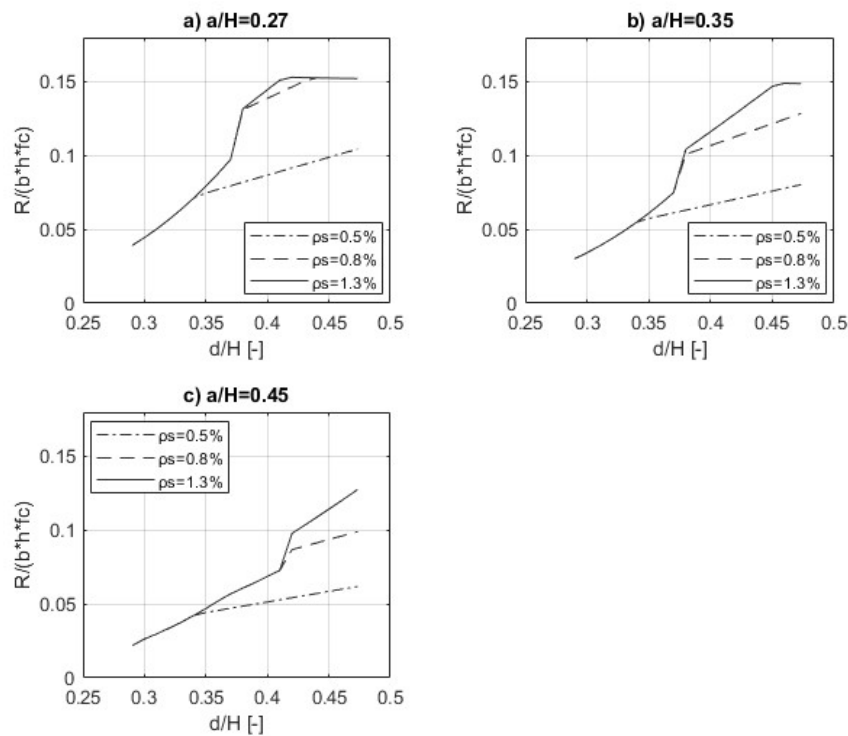 a) a/H=0.27
R/(b*h*fc)
0.15
0.1
0.05
0
ρs=0.5%
ρs=0.8%
ρs=1.3%
0.25 0.3 0.35 0.4 0.45 0.5
d/H [-]
b) a/H=0.35
R/(b*h*fc)
0.15
0.1
0.05
0
ρs=0.5%
ρs=0.8%
ρs=1.3%
0.25 0.3 0.35 0.4 0.45 0.5
d/H [-]
c) a/H=0.45
R/(b*h*fc)
ρs=0.5%
ρs=0.8%
ρs=1.3%
0.15
0.1
0.05
0
0.25 0.3 0.35 0.4 0.45 0.5
d/H [-]